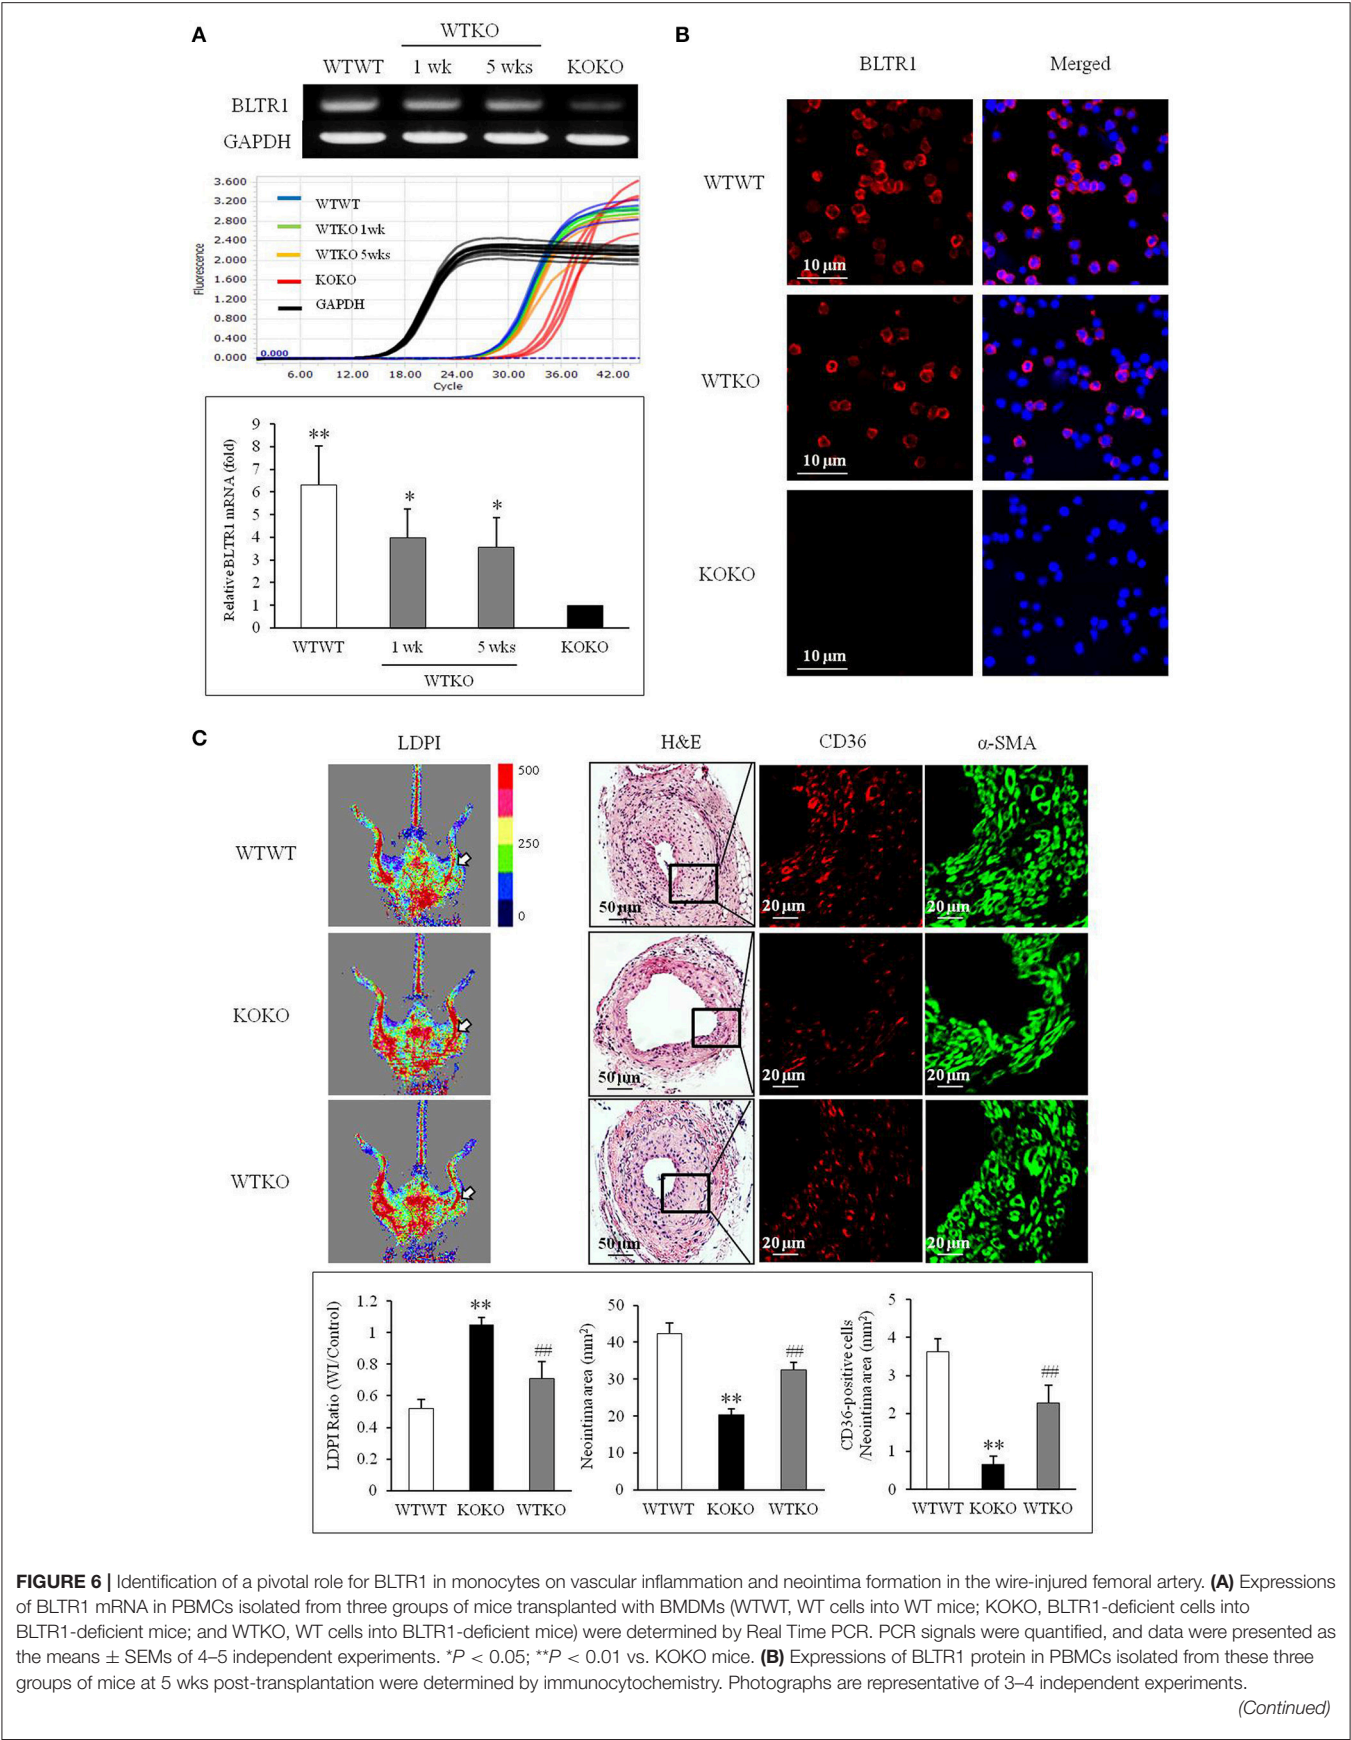 A
WTKO
WTWT 1 wk 5 wks KOKO
BLTR1
GAPDH
3.600
3.200
2.800
2.400
2.000
1.600
1.200
0.800
0.400
0.000
Fluorescence
WTWT
WTKO 1wk
WTKO 5wks
KOKO
GAPDH
0.000
6.00 12.00 18.00 24.00 30.00 36.00 42.00
Cycle
Relative BLTR1 mRNA (fold)
9
8
7
6
5
4
3
2
1
0
** * *
WTWT 1 wk 5 wks KOKO
WTKO
B
BLTR1 Merged
WTWT
10 µm
WTKO
10 µm
KOKO
10 µm
C
LDPI H&E CD36 α-SMA
500
250
0
WTWT
50 µm 20 µm 20 µm
KOKO
50 µm 20 µm 20 µm
WTKO
50 µm 20 µm 20 µm
LDPI Ratio (WI/Control)
1.2
1
0.8
0.6
0.4
0.2
0
** ##
WTWT KOKO WTKO
Neointima area (mm²)
50
40
30
20
10
0
** ##
WTWT KOKO WTKO
CD36-positive cells
/Neointima area (mm²)
5
4
3
2
1
0
** ##
WTWT KOKO WTKO
FIGURE 6 | Identification of a pivotal role for BLTR1 in monocytes on vascular inflammation and neointima formation in the wire-injured femoral artery. (A) Expressions
of BLTR1 mRNA in PBMCs isolated from three groups of mice transplanted with BMDMs (WTWT, WT cells into WT mice; KOKO, BLTR1-deficient cells into
BLTR1-deficient mice; and WTKO, WT cells into BLTR1-deficient mice) were determined by Real Time PCR. PCR signals were quantified, and data were presented as
the means ± SEMs of 4–5 independent experiments. *P < 0.05; **P < 0.01 vs. KOKO mice. (B) Expressions of BLTR1 protein in PBMCs isolated from these three
groups of mice at 5 wks post-transplantation were determined by immunocytochemistry. Photographs are representative of 3–4 independent experiments.
(Continued)